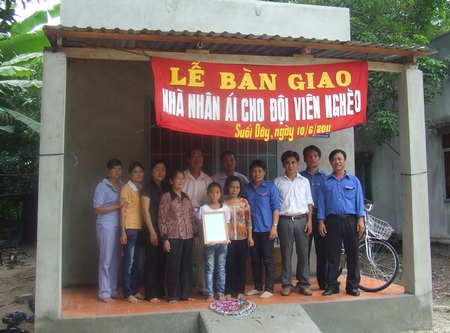 LỄ BÀN GIAO
NHÀ NHÂN ÁI CHO ĐỘI VIÊN NGHÈO
Suối Dây, ngày 10/6/2011